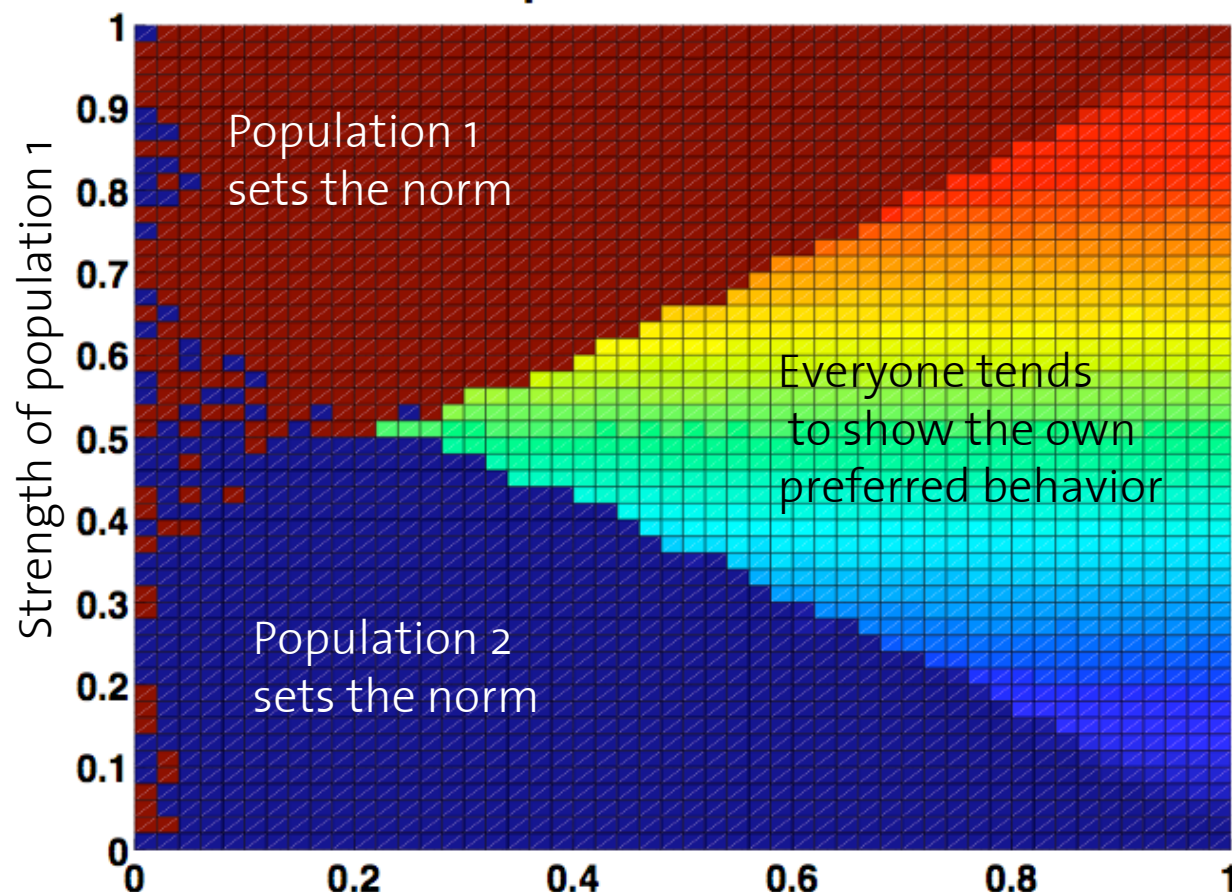 1
0.9
Population 1
sets the norm
0.8
0.7
0.6
Everyone tends
to show the own
preferred behavior
0.5
Strength of population 1
0.4
0.3
Population 2
sets the norm
0.2
0.1
0
0 0.2 0.4 0.6 0.8